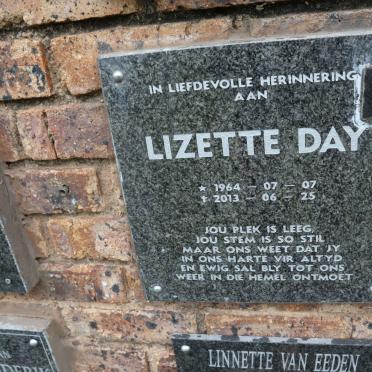 IN LIEFDEVOLLE HERINNERING
AAN
LIZETTE DAY
* 1964 — 07 — 07
† 2013 — 06 — 25
JOU PLEK IS LEEG,
JOU STEM IS SO STIL
MAAR ONS WEET DAT JY
IN ONS HARTE VIR ALTYD
EN EWIG SAL BLY TOT ONS
WEER IN DIE HEMEL ONTMOET
LINNETTE VAN EEDEN